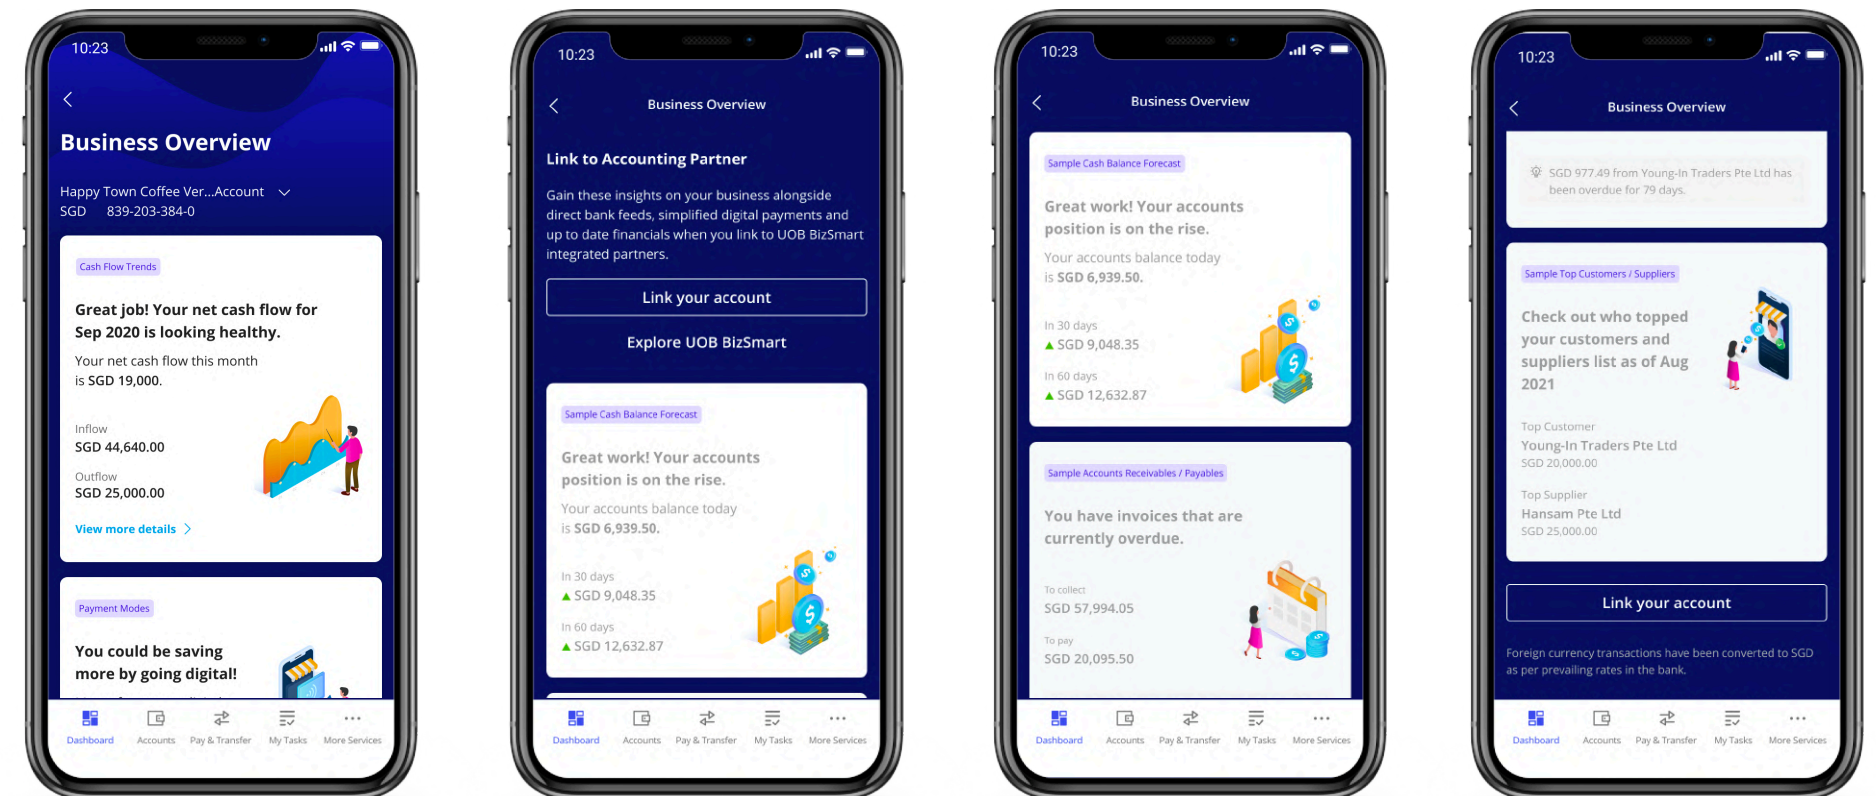 10:23
Business Overview
Happy Town Coffee Ver...Account
SGD 839-203-384-0
Cash Flow Trends
Great job! Your net cash flow for
Sep 2020 is looking healthy.
Your net cash flow this month
is SGD 19,000.
Inflow
SGD 44,640.00
Outflow
SGD 25,000.00
View more details
Payment Modes
You could be saving
more by going digital!
Dashboard
Accounts
Pay & Transfer
My Tasks
More Services
10:23
Business Overview
Link to Accounting Partner
Gain these insights on your business alongside
direct bank feeds, simplified digital payments and
up to date financials when you link to UOB BizSmart
integrated partners.
Link your account
Explore UOB BizSmart
Sample Cash Balance Forecast
Great work! Your accounts
position is on the rise.
Your accounts balance today
is SGD 6,939.50.
In 30 days
SGD 9,048.35
In 60 days
SGD 12,632.87
Dashboard
Accounts
Pay & Transfer
My Tasks
More Services
10:23
Business Overview
Sample Cash Balance Forecast
Great work! Your accounts
position is on the rise.
Your accounts balance today
is SGD 6,939.50.
In 30 days
SGD 9,048.35
In 60 days
SGD 12,632.87
Sample Accounts Receivables / Payables
You have invoices that are
currently overdue.
To collect
SGD 57,994.05
To pay
SGD 20,095.50
Dashboard
Accounts
Pay & Transfer
My Tasks
More Services
10:23
Business Overview
SGD 977.49 from Young-In Traders Pte Ltd has
been overdue for 79 days.
Sample Top Customers / Suppliers
Check out who topped
your customers and
suppliers list as of Aug
2021
Top Customer
Young-In Traders Pte Ltd
SGD 20,000.00
Top Supplier
Hansam Pte Ltd
SGD 25,000.00
Link your account
Foreign currency transactions have been converted to SGD
as per prevailing rates in the bank.
Dashboard
Accounts
Pay & Transfer
My Tasks
More Services